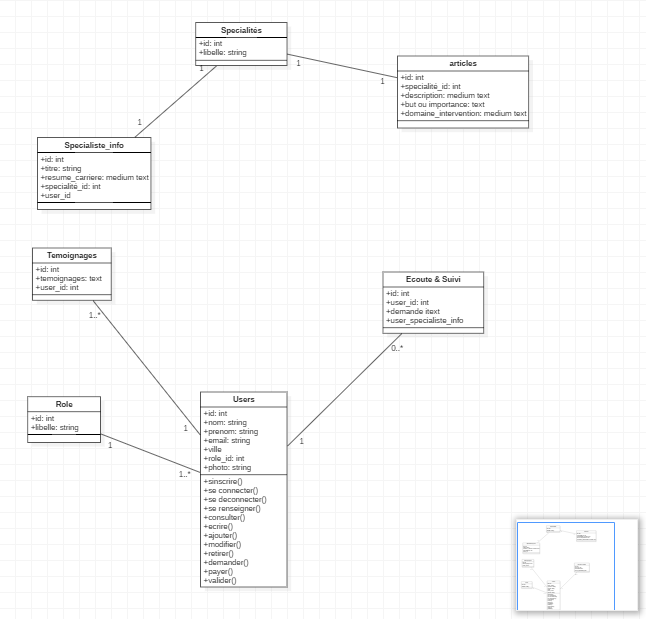 Specialités
+id: int
+libelle: string
1
1
articles
+id: int
+specialité_id: int
+description: medium text
+but ou importance: text
+domaine_intervention: medium text
1
1
Specialiste_info
+id: int
+titre: string
+resume_carriere: medium text
+specialité_id: int
+user_id
Temoignages
+id: int
+temoignages: text
+user_id: int
1..*
Ecoute & Suivi
+id: int
+user_id: int
+demande itext
+user_specialiste_info
0..*
Role
+id: int
+libelle: string
1
1..*
1
Users
+id: int
+nom: string
+prenom: string
+email: string
+ville
+role_id: int
+photo: string
+sinscrire()
+se connecter()
+se deconnecter()
+se renseigner()
+consulter()
+ecrire()
+ajouter()
+modifier()
+retirer()
+demander()
+payer()
+valider()
1